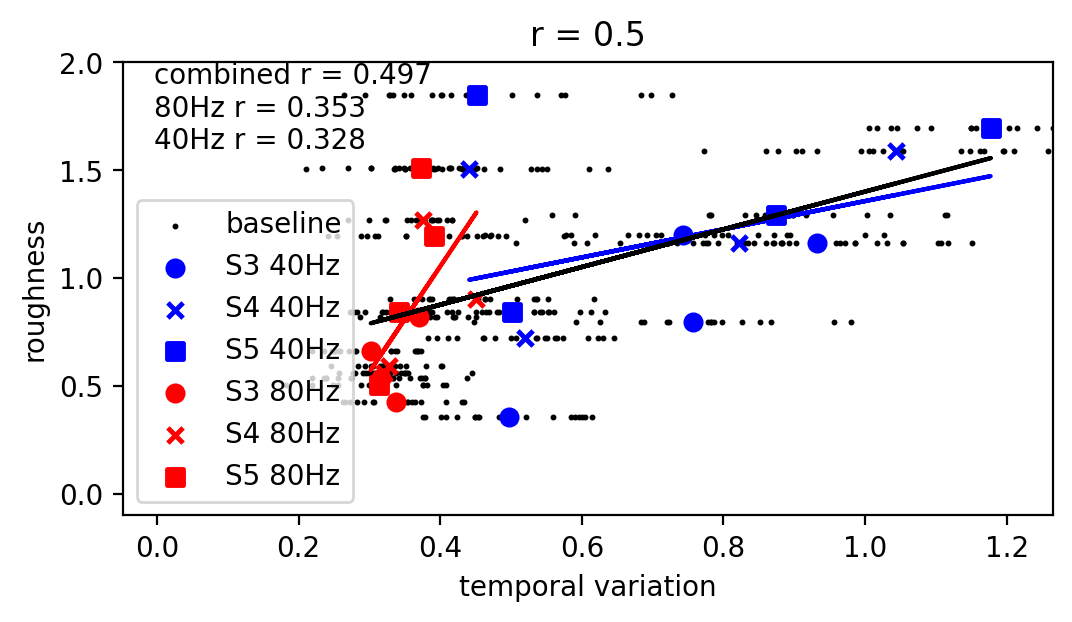 r = 0.5
combined r = 0.497
80Hz r = 0.353
40Hz r = 0.328
2.0
1.5
1.0
0.5
0.0
roughness
baseline
S3 40Hz
S4 40Hz
S5 40Hz
S3 80Hz
S4 80Hz
S5 80Hz
0.0 0.2 0.4 0.6 0.8 1.0 1.2
temporal variation